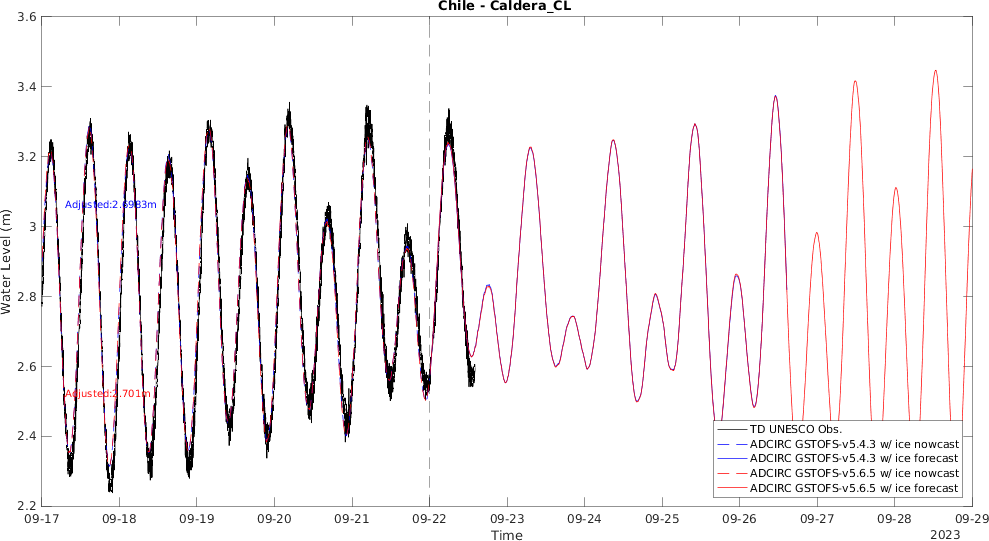 Chile - Caldera_CL
3.6
3.4
3.2
3
2.8
2.6
2.4
2.2
Water Level (m)
Adjusted:2.6983m
Adjusted:2.701m
TD UNESCO Obs.
ADCIRC GSTOFS-v5.4.3 w/ ice nowcast
ADCIRC GSTOFS-v5.4.3 w/ ice forecast
ADCIRC GSTOFS-v5.6.5 w/ ice nowcast
ADCIRC GSTOFS-v5.6.5 w/ ice forecast
09-17 09-18 09-19 09-20 09-21 09-22 09-23 09-24 09-25 09-26 09-27 09-28 09-29
Time
2023